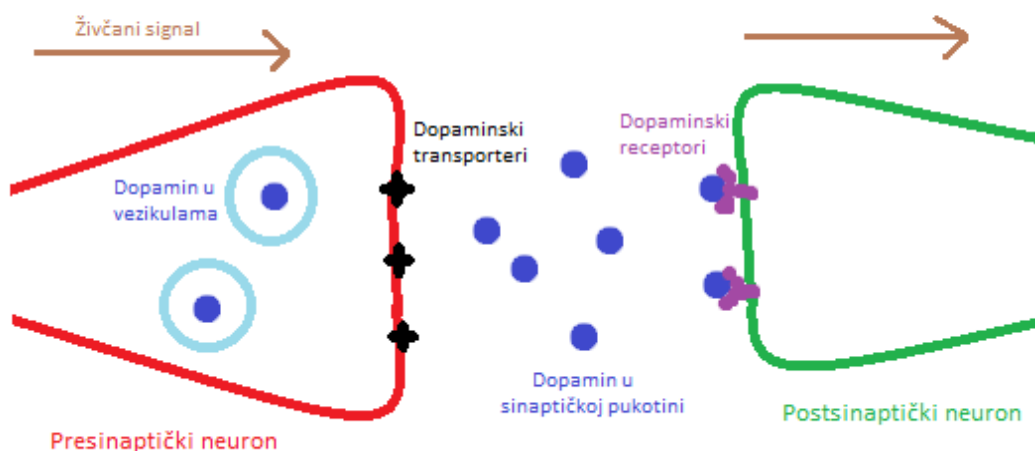 Živčani signal
Dopaminski
transporteri
Dopaminski
receptori
Dopamin u
vezikulama
Dopamin u
sinaptičkoj pukotini
Postsinaptički neuron
Presinaptički neuron